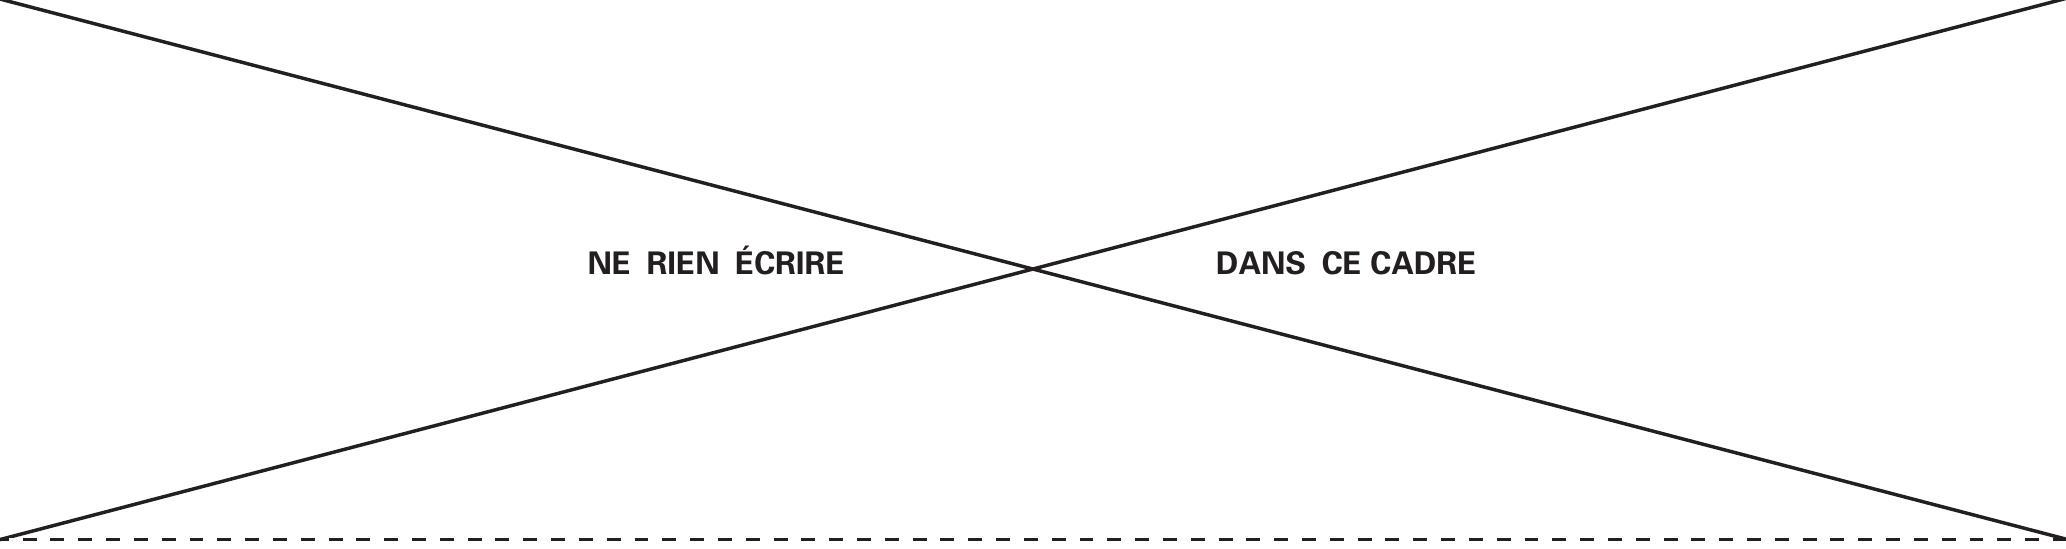 NE RIEN ÉCRIRE DANS CE CADRE